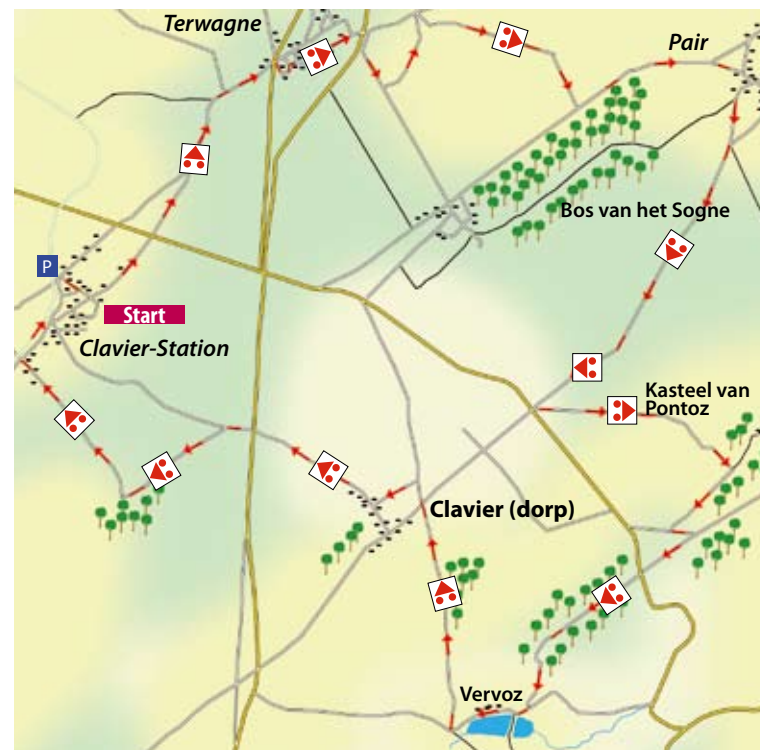 Terwagne
Pair
Bos van het Sogne
P
Start
Clavier-Station
Kasteel van
Pontoz
Clavier (dorp)
Vervoz